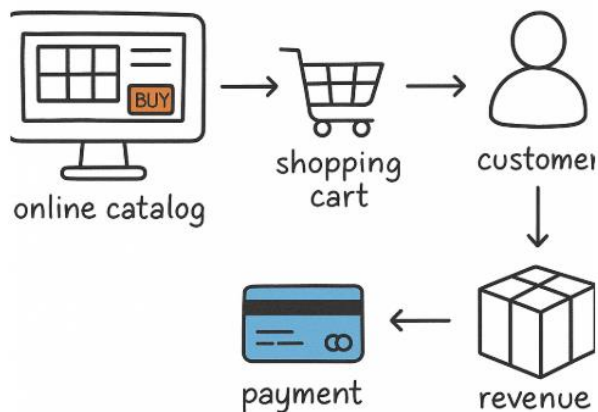 BUY
online catalog
shopping
cart
customer
payment
revenue